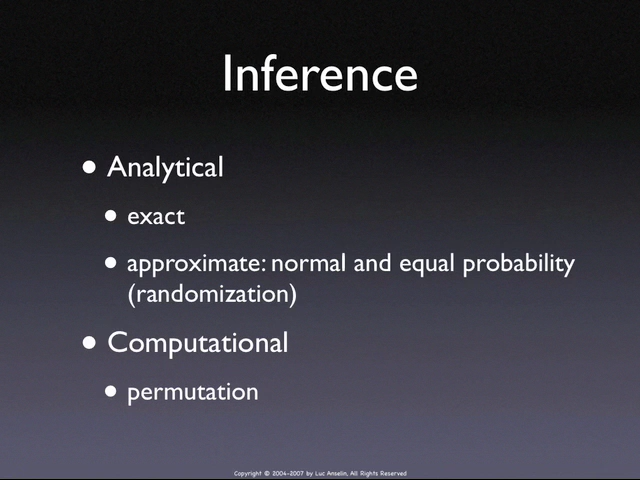 Inference
• Analytical
• exact
• approximate: normal and equal probability
(randomization)
• Computational
• permutation
Copyright © 2004-2007 by Luc Anselin, All Rights Reserved